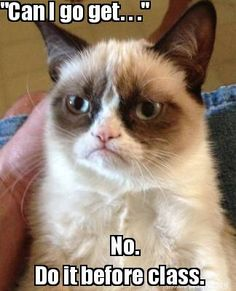 "Can I go get. . ."
No.
Do it before class.